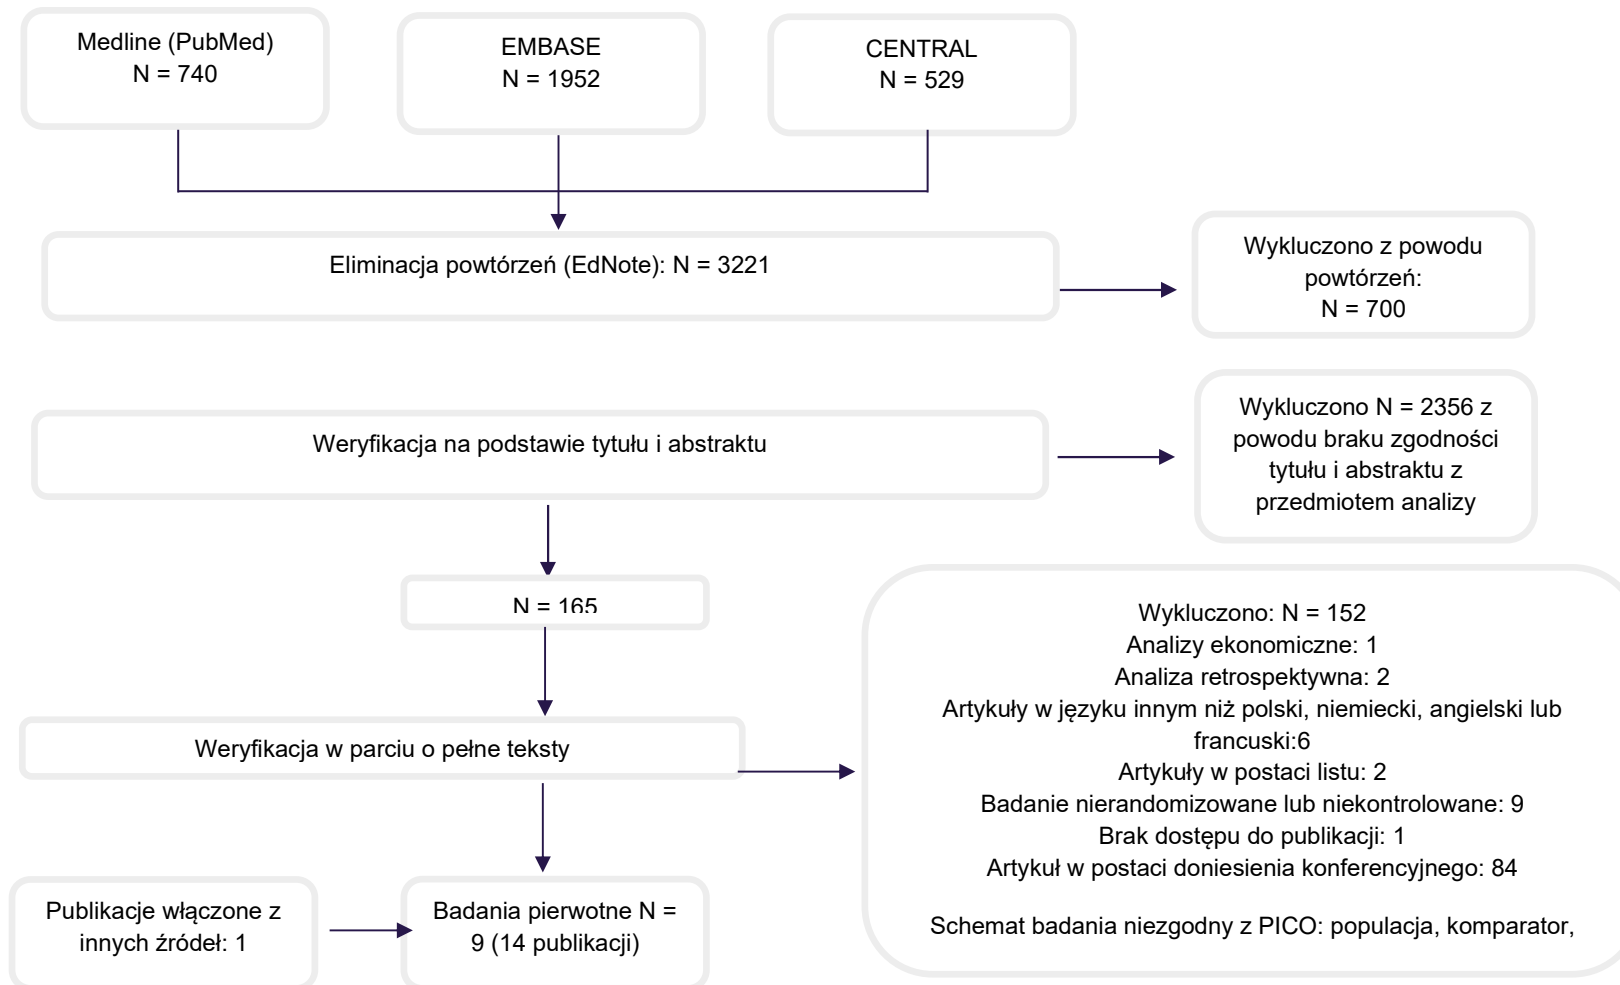 Medline (PubMed)
N = 740
EMBASE
N = 1952
CENTRAL
N = 529
Eliminacja powtórzeń (EdNote): N = 3221
Wykluczono z powodu
powtórzeń:
N = 700
Weryfikacja na podstawie tytułu i abstraktu
Wykluczono N = 2356 z
powodu braku zgodności
tytułu i abstraktu z
przedmiotem analizy
N = 165
Wykluczono: N = 152
Analizy ekonomiczne: 1
Analiza retrospektywna: 2
Artykuły w języku innym niż polski, niemiecki, angielski lub
francuski:6
Artykuły w postaci listu: 2
Badanie nierandomizowane lub niekontrolowane: 9
Brak dostępu do publikacji: 1
Artykuł w postaci doniesienia konferencyjnego: 84
Schemat badania niezgodny z PICO: populacja, komparator,
Weryfikacja w parciu o pełne teksty
Publikacje włączone z
innych źródeł: 1
Badania pierwotne N =
9 (14 publikacji)